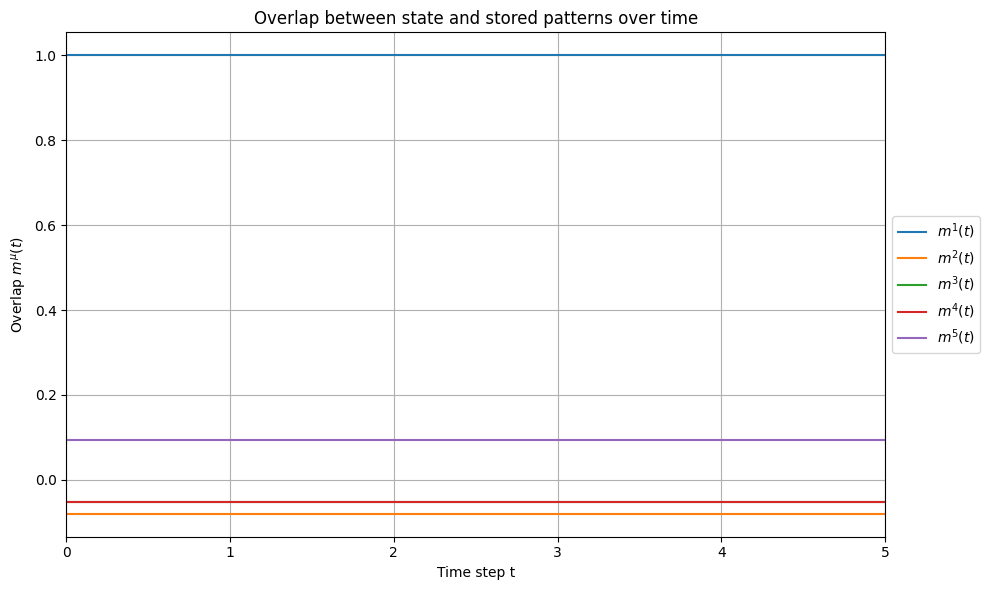 Overlap between state and stored patterns over time
1.0
0.8
0.6
0.4
0.2
0.0
Overlap $m^{\mu}(t)$
0 1 2 3 4 5
Time step t
$m^1(t)$
$m^2(t)$
$m^3(t)$
$m^4(t)$
$m^5(t)$